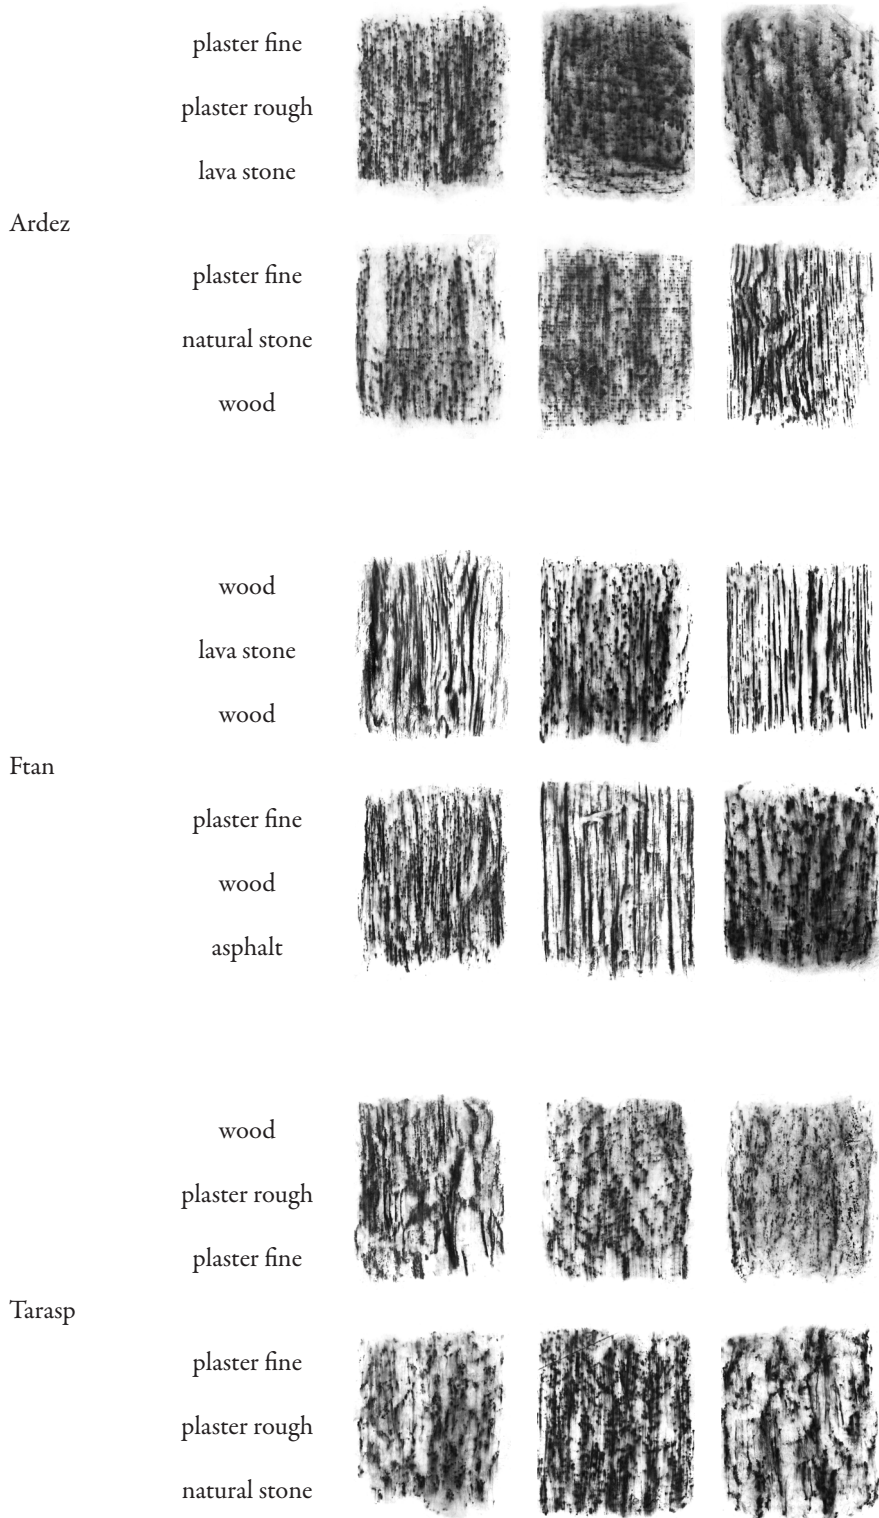 plaster fine
plaster rough
lava stone
Ardez
plaster fine
natural stone
wood
wood
lava stone
wood
Ftan
plaster fine
wood
asphalt
wood
plaster rough
plaster fine
Tarasp
plaster fine
plaster rough
natural stone